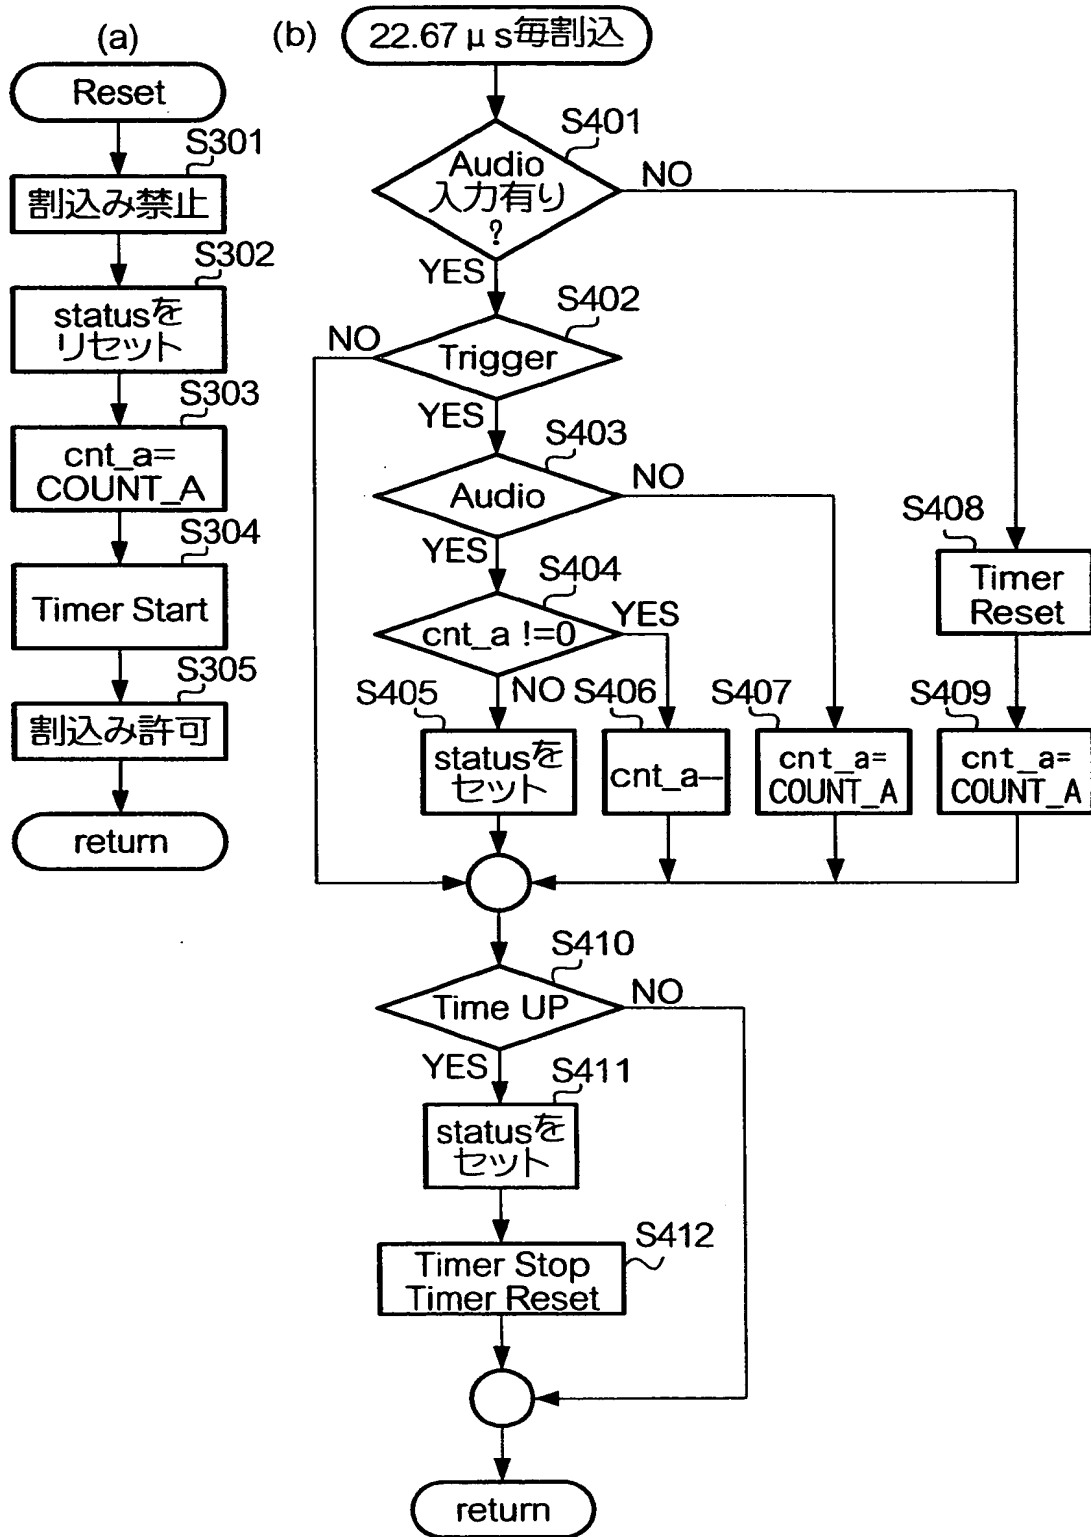 (a)
Reset
S301
割込み禁止
S302
statusを
リセット
S303
cnt_a=
COUNT_A
S304
Timer Start
S305
割込み許可
return
(b)
22.67μs毎割込
S401
Audio
入力有り
?
NO
YES
S402
NO
Trigger
YES
S403
Audio
NO
YES
S404
cnt_a !=0
YES
NO
S405
statusを
セット
S406
cnt_a--
S407
cnt_a=
COUNT_A
S408
Timer
Reset
S409
cnt_a=
COUNT_A
S410
Time UP
NO
YES
S411
statusを
セット
S412
Timer Stop
Timer Reset
return